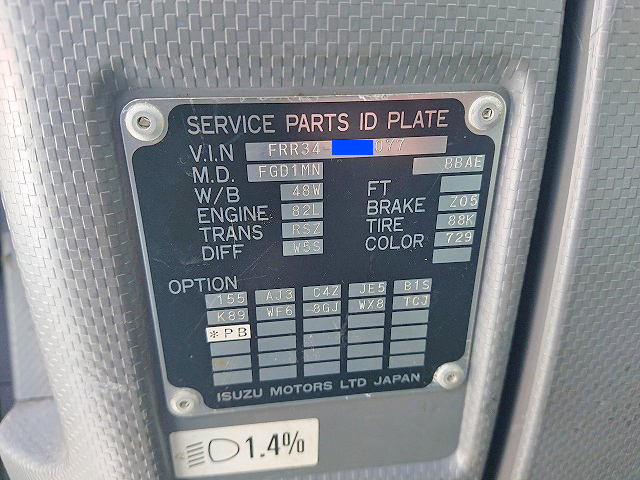 SERVICE PARTS ID PLATE
V.I.N FRR34- 077
M.D. FGD1MN 8BAE
W/B 48W FT
ENGINE 82L BRAKE Z05
TRANS RSZ TIRE 88K
DIFF W5S COLOR 729
OPTION
155 AJ3 C4Z JE5 B1S
K89 WF6 8GJ WX8 TCJ
*PB
ISUZU MOTORS LTD JAPAN
1.4%